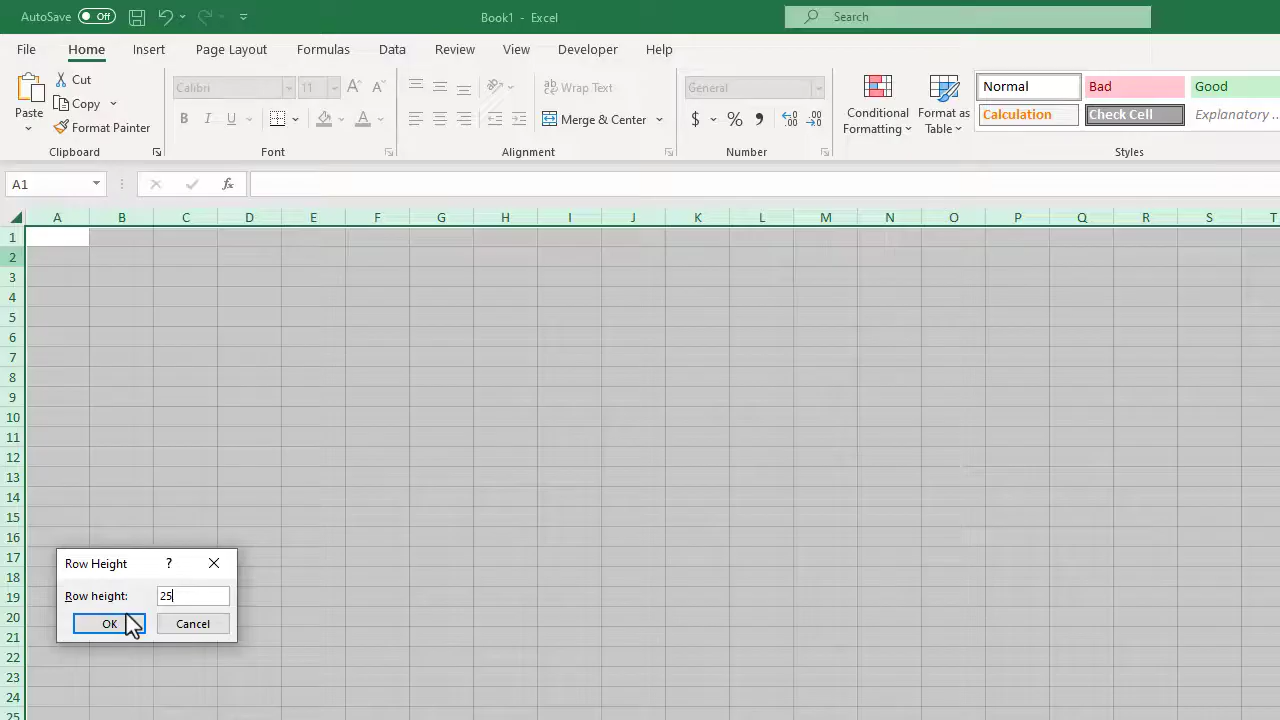 AutoSave Off Book1 - Excel Search
File Home Insert Page Layout Formulas Data Review View Developer Help
Paste Cut Copy Format Painter Clipboard
Calibri 11 B I U A Font
Wrap Text Merge & Center ab Alignment
General $ % Number
Conditional Formatting Format as Table
Normal Bad Good
Calculation Check Cell Explanatory ...
Styles
A1 fx
A B C D E F G H I J K L M N O P Q R S T
1
2
3
4
5
6
7
8
9
10
11
12
13
14
15
16
17
18
19
20
21
22
23
24
25
Row Height ?
Row height: 25
OK Cancel